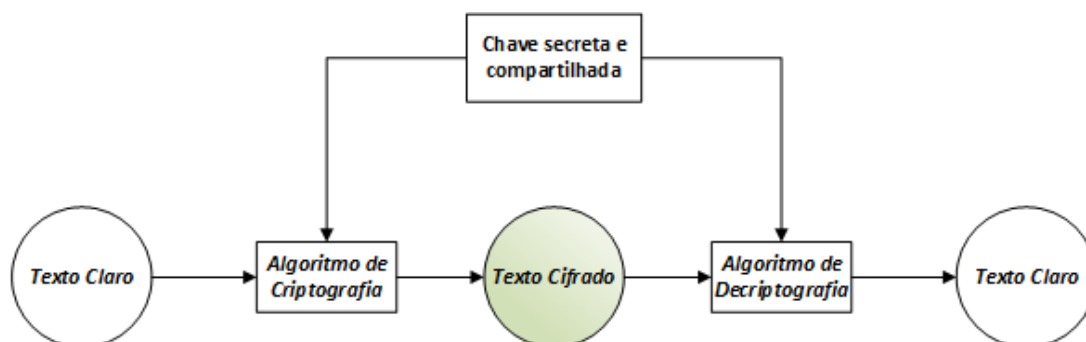 Chave secreta e
compartilhada
Texto Claro
Algoritmo de
Criptografia
Texto Cifrado
Algoritmo de
Decriptografia
Texto Claro